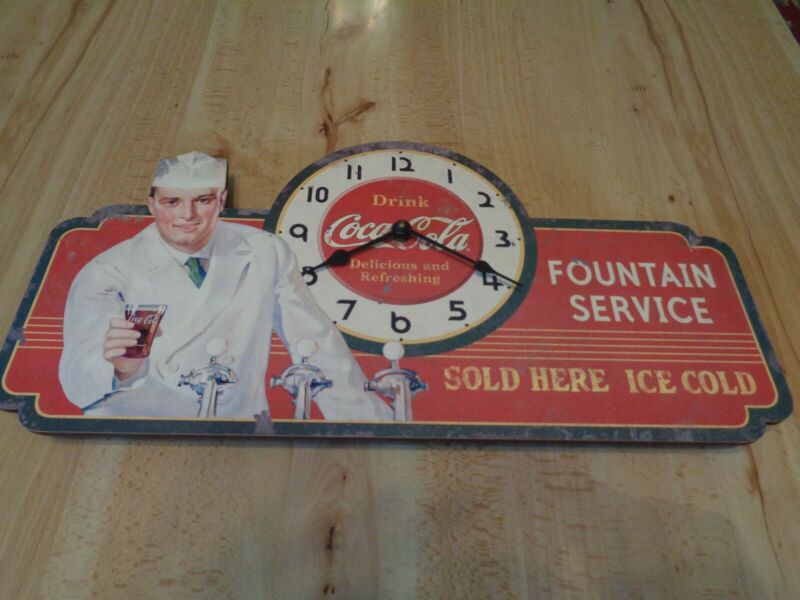 12
11
1
10
2
Drink
9
Coca-Cola
3
Delicious and
Refreshing
8
4
7
5
6
FOUNTAIN
SERVICE
Coca-Cola
SOLD HERE ICE COLD